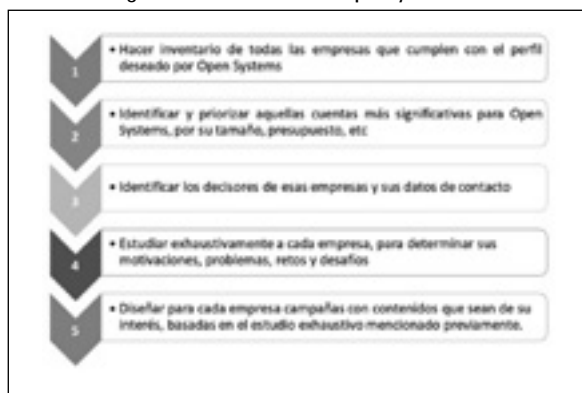 1
• Hacer inventario de todas las empresas que cumplen con el perfil
deseado por Open Systems
2
• Identificar y priorizar aquellas cuentas más significativas para Open
Systems, por su tamaño, presupuesto, etc
3
• Identificar los decisores de esas empresas y sus datos de contacto
4
• Estudiar exhaustivamente a cada empresa, para determinar sus
motivaciones, problemas, retos y desafíos
5
• Diseñar para cada empresa campañas con contenidos que sean de su
interés, basadas en el estudio exhaustivo mencionado previamente.